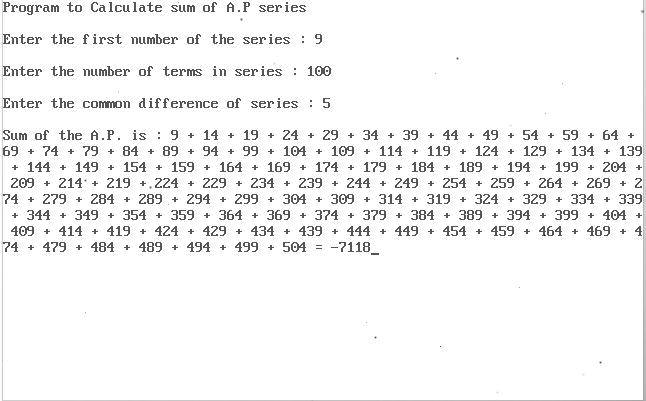 Program to Calculate sum of A.P series
Enter the first number of the series : 9
Enter the number of terms in series : 100
Enter the common difference of series : 5
Sum of the A.P. is : 9 + 14 + 19 + 24 + 29 + 34 + 39 + 44 + 49 + 54 + 59 + 64 +
69 + 74 + 79 + 84 + 89 + 94 + 99 + 104 + 109 + 114 + 119 + 124 + 129 + 134 + 139
+ 144 + 149 + 154 + 159 + 164 + 169 + 174 + 179 + 184 + 189 + 194 + 199 + 204 +
209 + 214 + 219 + 224 + 229 + 234 + 239 + 244 + 249 + 254 + 259 + 264 + 269 + 2
74 + 279 + 284 + 289 + 294 + 299 + 304 + 309 + 314 + 319 + 324 + 329 + 334 + 339
+ 344 + 349 + 354 + 359 + 364 + 369 + 374 + 379 + 384 + 389 + 394 + 399 + 404 +
409 + 414 + 419 + 424 + 429 + 434 + 439 + 444 + 449 + 454 + 459 + 464 + 469 + 4
74 + 479 + 484 + 489 + 494 + 499 + 504 = -7118_